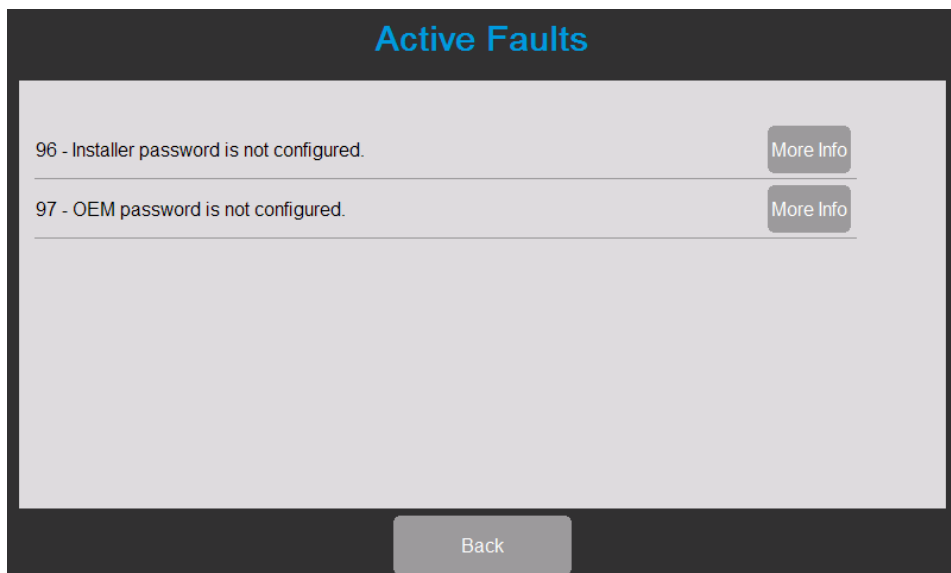 Active Faults
96 - Installer password is not configured.
More Info
97 - OEM password is not configured.
More Info
Back